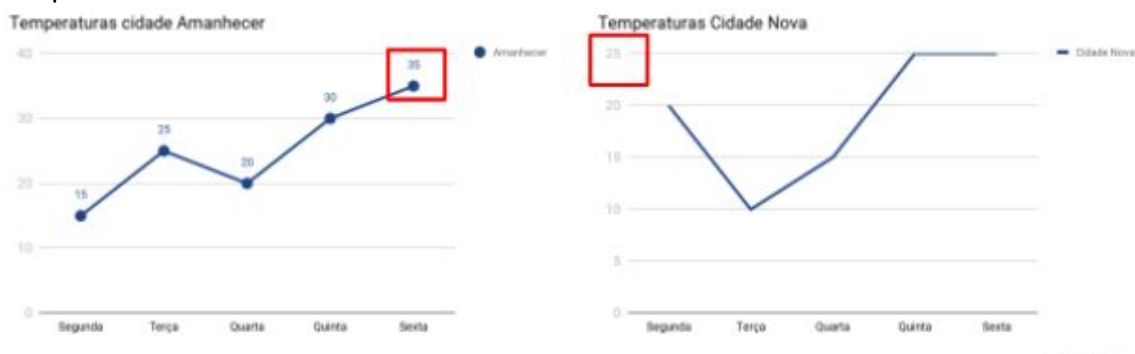 Temperaturas cidade Amanhecer
40
35
Amanhecer
30
30
25
20
20
15
10
0
Segunda Terça Quarta Quinta Sexta
Temperaturas Cidade Nova
25
Cidade Nova
20
15
10
5
0
Segunda Terça Quarta Quinta Sexta